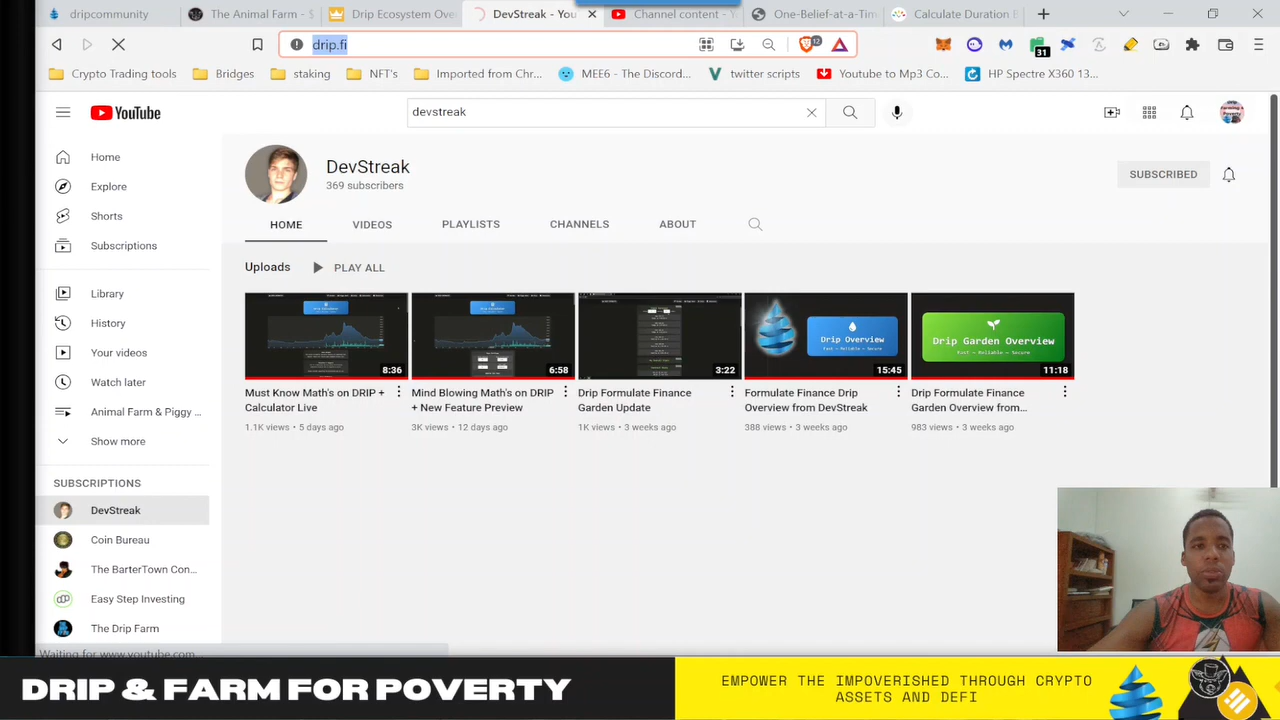 dripcommunity
The Animal Farm - $
Drip Ecosystem Over
DevStreak - You
Channel content - Y
One-Belief-at-a-Tim
Calculate Duration B
drip.fi
12
31
Crypto Trading tools
Bridges
staking
NFT's
Imported from Chr...
MEE6 - The Discord...
twitter scripts
Youtube to Mp3 Co...
HP Spectre X360 13...
YouTube
devstreak
Home
Explore
Shorts
Subscriptions
Library
History
Your videos
Watch later
Animal Farm & Piggy ...
Show more
SUBSCRIPTIONS
DevStreak
Coin Bureau
The BarterTown Con...
Easy Step Investing
The Drip Farm
Waiting for www.youtube.com...
DevStreak
369 subscribers
SUBSCRIBED
HOME
VIDEOS
PLAYLISTS
CHANNELS
ABOUT
Uploads
PLAY ALL
8:36
Must Know Math's on DRIP +
Calculator Live
1.1K views • 5 days ago
6:58
Mind Blowing Math's on DRIP
+ New Feature Preview
3K views • 12 days ago
3:22
Drip Formulate Finance
Garden Update
1K views • 3 weeks ago
Drip Overview
Fast – Reliable – Secure
15:45
Formulate Finance Drip
Overview from DevStreak
388 views • 3 weeks ago
Drip Garden Overview
Fast – Reliable – Secure
11:18
Drip Formulate Finance
Garden Overview from...
983 views • 3 weeks ago
DRIP & FARM FOR POVERTY
EMPOWER THE IMPOVERISHED THROUGH CRYPTO
ASSETS AND DEFI